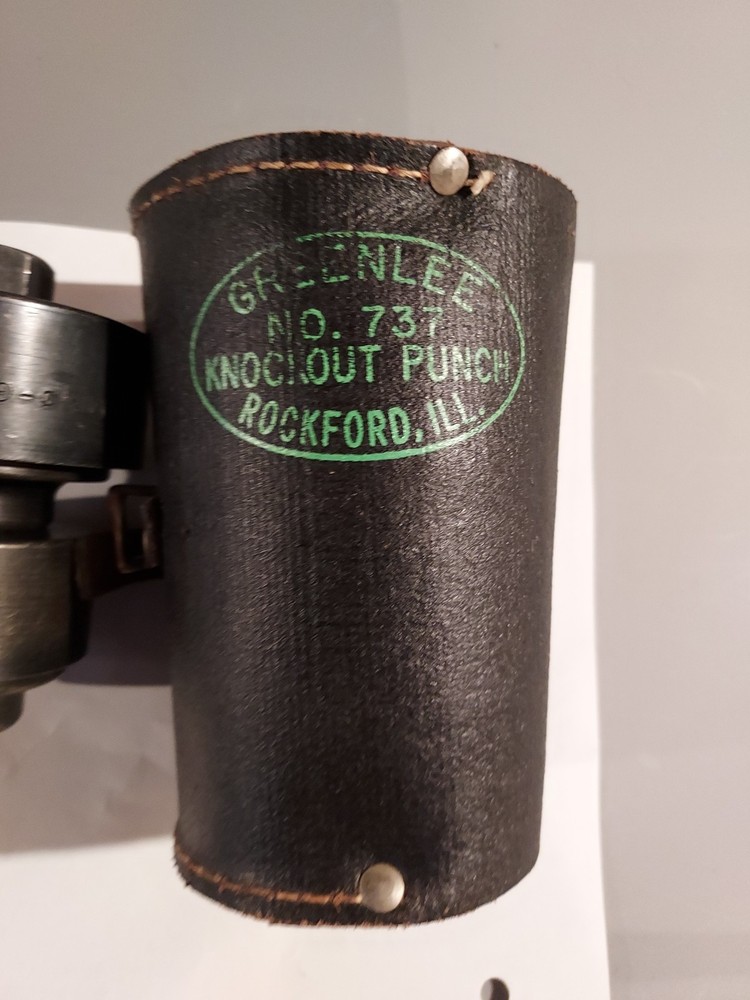 GREENLEE
NO. 737
KNOCKOUT PUNCH
ROCKFORD, ILL.